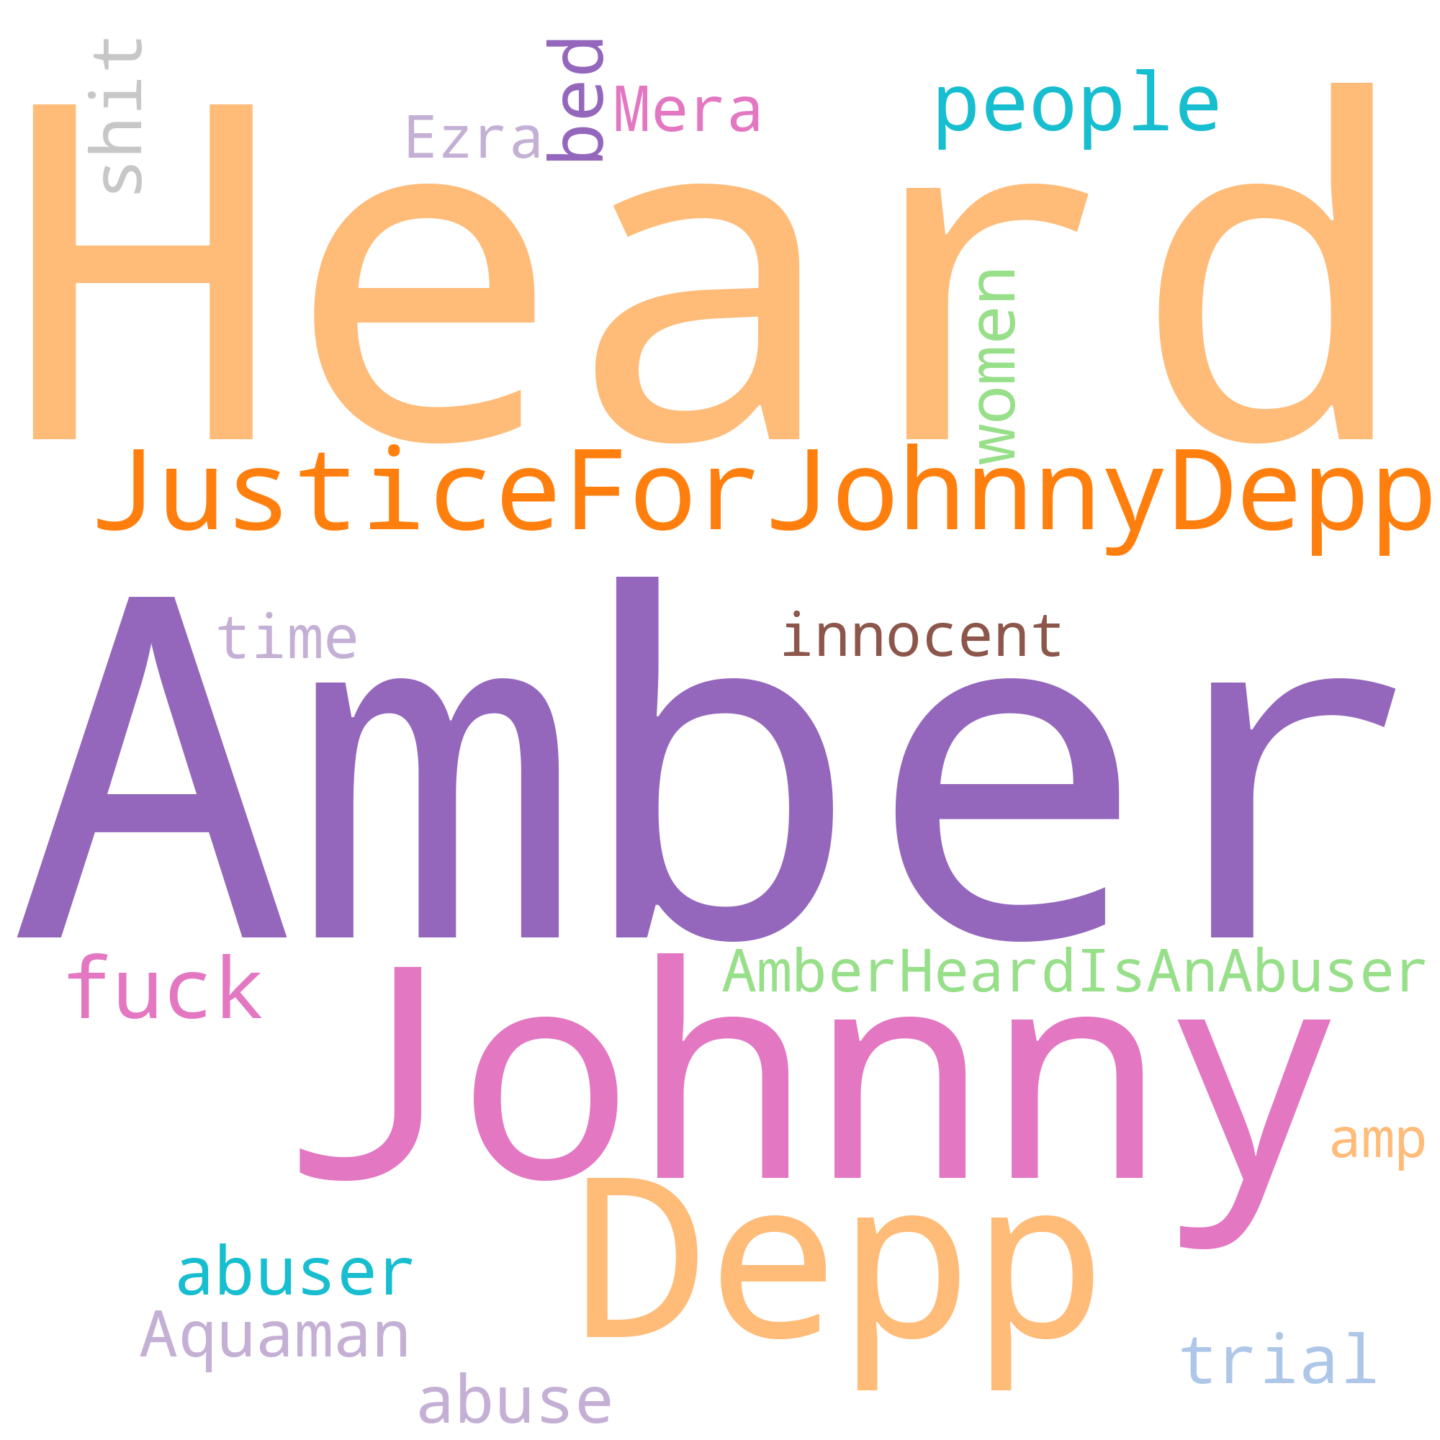 shit
bed
Ezra
Mera
people
Heard
women
JusticeForJohnnyDepp
time
innocent
Amber
fuck
AmberHeardIsAnAbuser
Johnny
amp
Depp
abuser
Aquaman
trial
abuse